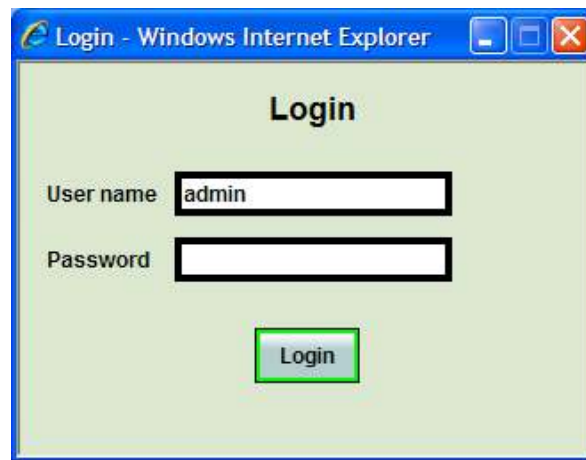 Login - Windows Internet Explorer
Login
User name admin
Password
Login